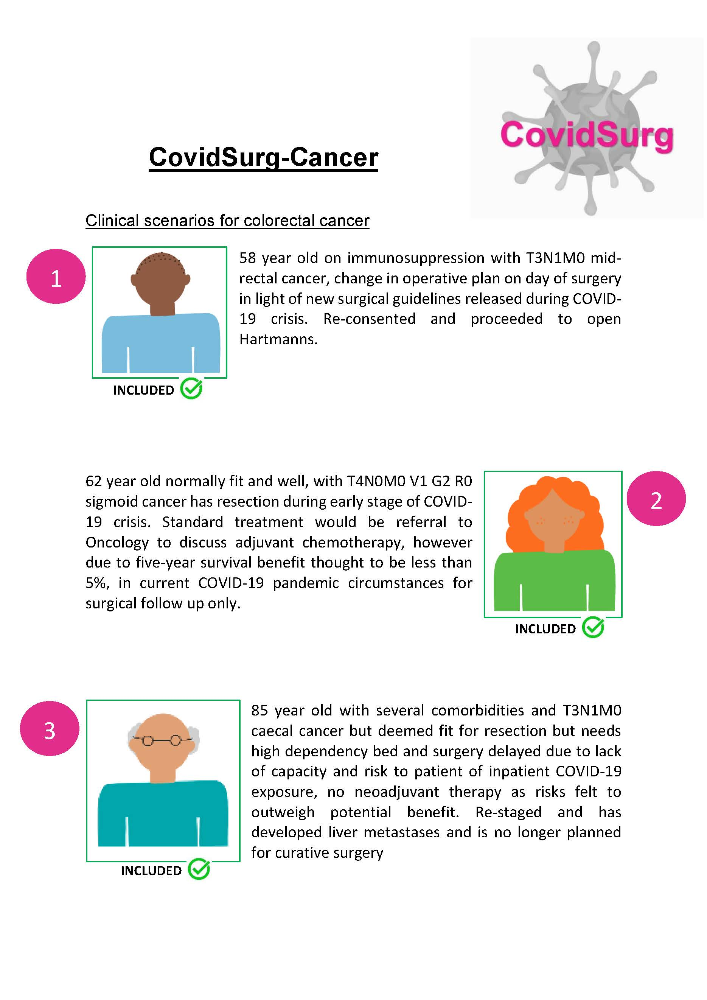 CovidSurg
CovidSurg-Cancer
Clinical scenarios for colorectal cancer
1
58 year old on immunosuppression with T3N1M0 mid-
rectal cancer, change in operative plan on day of surgery
in light of new surgical guidelines released during COVID-
19 crisis. Re-consented and proceeded to open
Hartmanns.
INCLUDED
62 year old normally fit and well, with T4N0M0 V1 G2 R0
sigmoid cancer has resection during early stage of COVID-
19 crisis. Standard treatment would be referral to
Oncology to discuss adjuvant chemotherapy, however
due to five-year survival benefit thought to be less than
5%, in current COVID-19 pandemic circumstances for
surgical follow up only.
2
INCLUDED
3
85 year old with several comorbidities and T3N1M0
caecal cancer but deemed fit for resection but needs
high dependency bed and surgery delayed due to lack
of capacity and risk to patient of inpatient COVID-19
exposure, no neoadjuvant therapy as risks felt to
outweigh potential benefit. Re-staged and has
developed liver metastases and is no longer planned
for curative surgery
INCLUDED